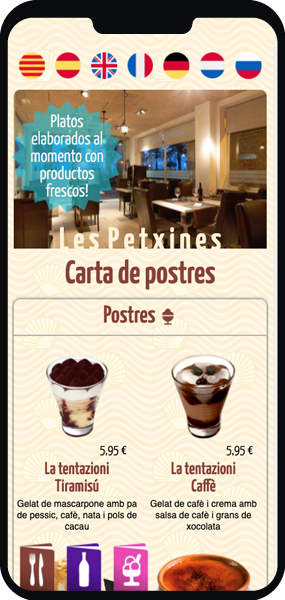 Platos
elaborados al
momento con
productos
frescos!
Les Petxines
Carta de postres
Postres
5,95 €
La tentazioni
Tiramisú
Gelat de mascarpone amb pa
de pessic, cafè, nata i pols de
cacau
5,95 €
La tentazioni
Caffè
Gelat de cafè i crema amb
salsa de cafè i grans de
xocolata